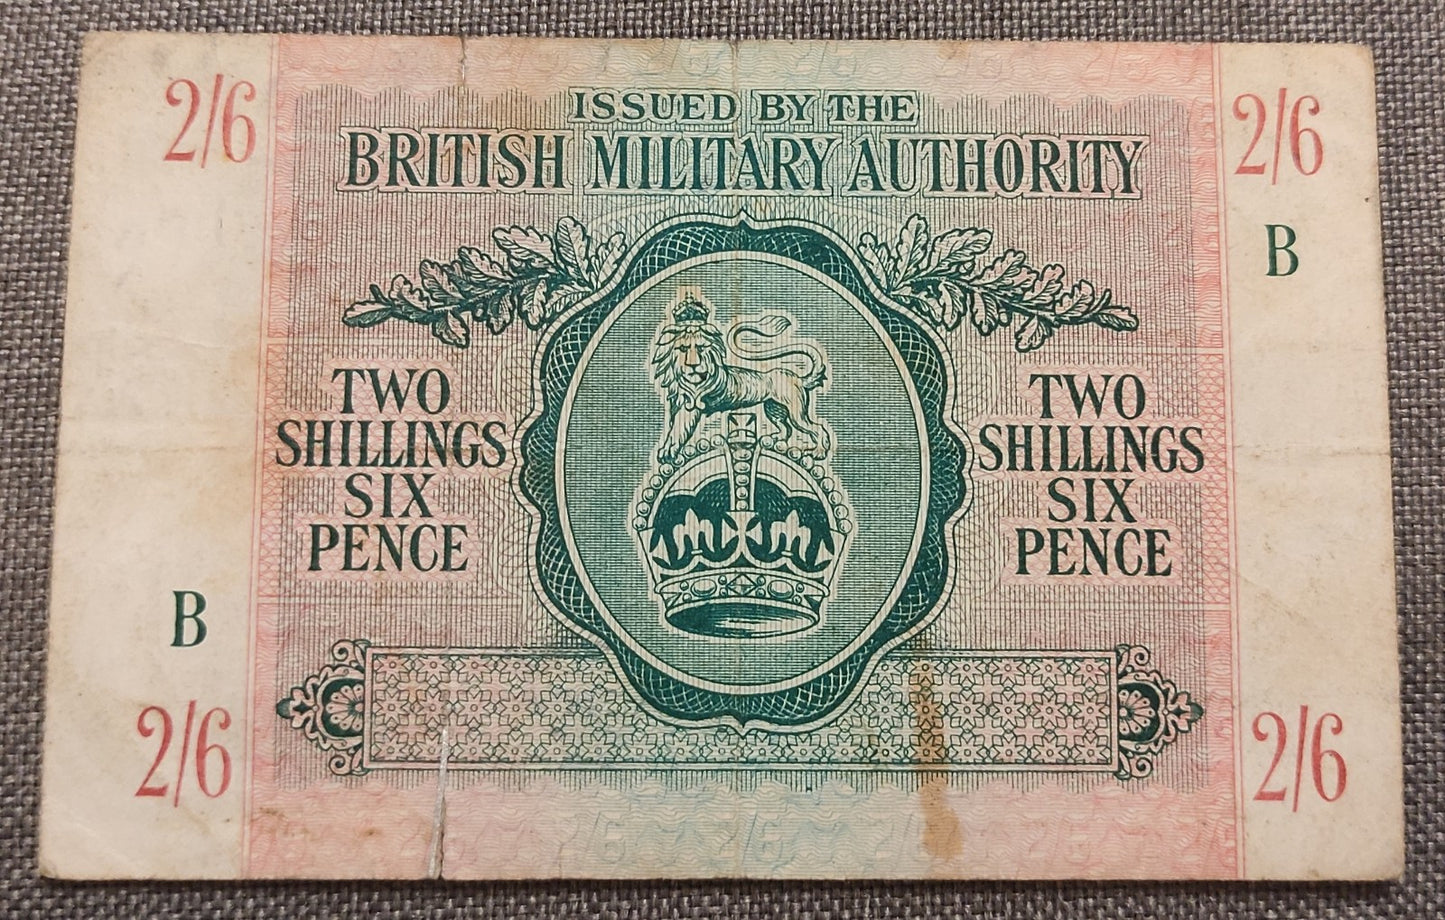 2/6
2/6
ISSUED BY THE
BRITISH MILITARY AUTHORITY
B
TWO
SHILLINGS
SIX
PENCE
TWO
SHILLINGS
SIX
PENCE
B
2/6
2/6